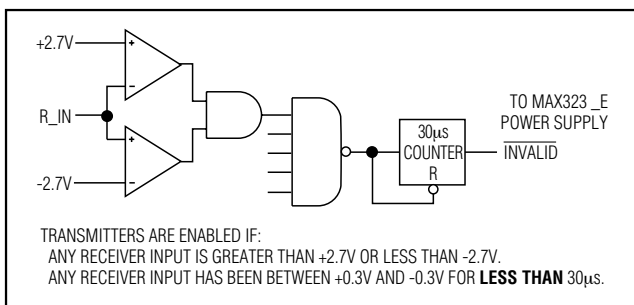 +2.7V
+
-
R_IN
+
-
-2.7V
30µs
COUNTER
R
TO MAX323 _E
POWER SUPPLY
INVALID
TRANSMITTERS ARE ENABLED IF:
ANY RECEIVER INPUT IS GREATER THAN +2.7V OR LESS THAN -2.7V.
ANY RECEIVER INPUT HAS BEEN BETWEEN +0.3V AND -0.3V FOR LESS THAN 30µs.